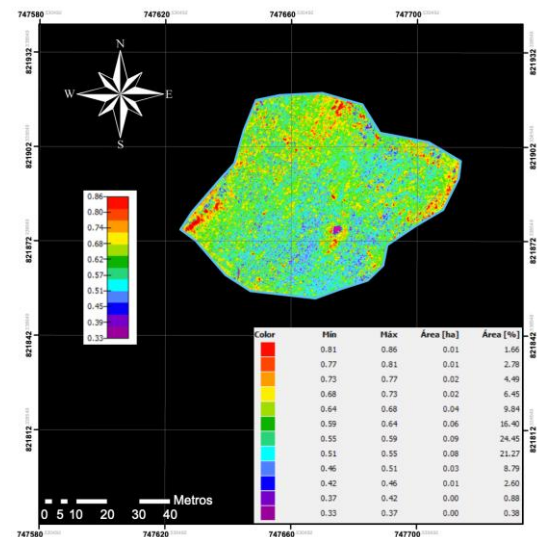 747580 747620 747660 747700
821932 821932
N
W E
S
821902 821902
0.86
0.80
0.74
0.68
0.62
0.57
0.51
0.45
0.39
0.33
821872 821872
821842 821842
821812 821812
Color Mín Máx Área [ha] Área [%]
0.81 0.86 0.01 1.66
0.77 0.81 0.01 2.78
0.73 0.77 0.02 4.49
0.68 0.73 0.02 6.45
0.64 0.68 0.04 9.84
0.59 0.64 0.06 16.40
0.55 0.59 0.09 24.45
0.51 0.55 0.08 21.27
0.46 0.51 0.03 8.79
0.42 0.46 0.01 2.60
0.37 0.42 0.00 0.88
0.33 0.37 0.00 0.38
Metros
0 5 10 20 30 40
747580 747620 747660 747700